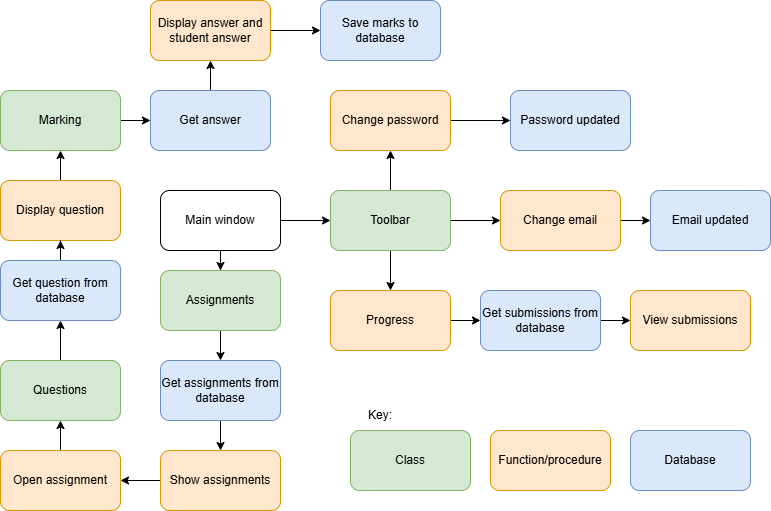 Display answer and
student answer
Save marks to
database
Marking
Get answer
Change password
Password updated
Display question
Main window
Toolbar
Change email
Email updated
Get question from
database
Assignments
Progress
Get submissions from
database
View submissions
Questions
Get assignments from
database
Key:
Open assignment
Show assignments
Class
Function/procedure
Database